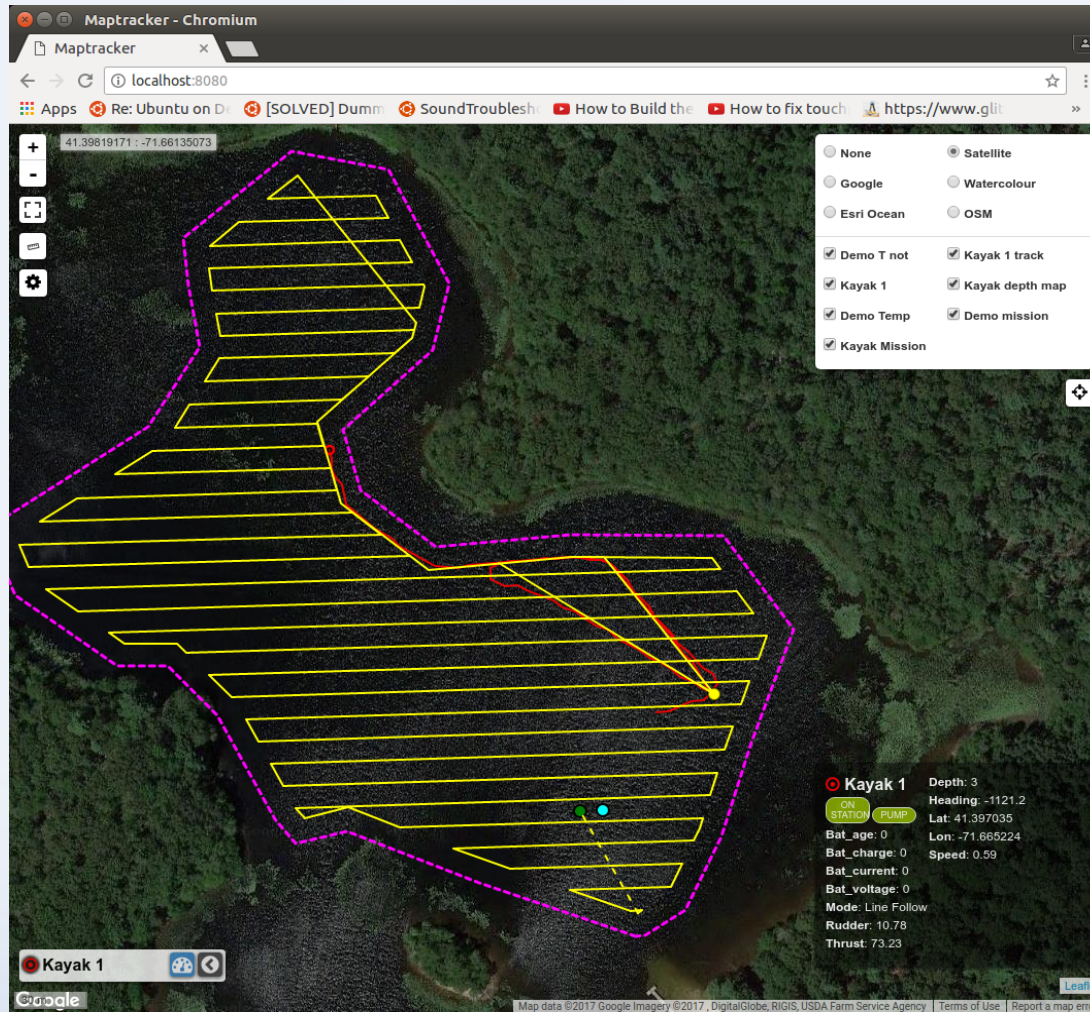 Maptracker - Chromium
Maptracker ×
localhost:8080
Apps Re: Ubuntu on De [SOLVED] Dumm SoundTroublesh How to Build the How to fix touch https://www.glit »
+
41.39819171 : -71.66135073
-
None Satellite
Google Watercolour
Esri Ocean OSM
Demo T not Kayak 1 track
Kayak 1 Kayak depth map
Demo Temp Demo mission
Kayak Mission
Kayak 1
ON STATION PUMP
Bat_age: 0
Bat_charge: 0
Bat_current: 0
Bat_voltage: 0
Mode: Line Follow
Rudder: 10.78
Thrust: 73.23
Depth: 3
Heading: -1121.2
Lat: 41.397035
Lon: -71.665224
Speed: 0.59
Kayak 1
Google
Leafl
Map data ©2017 Google Imagery ©2017 , DigitalGlobe, RIGIS, USDA Farm Service Agency Terms of Use Report a map erro